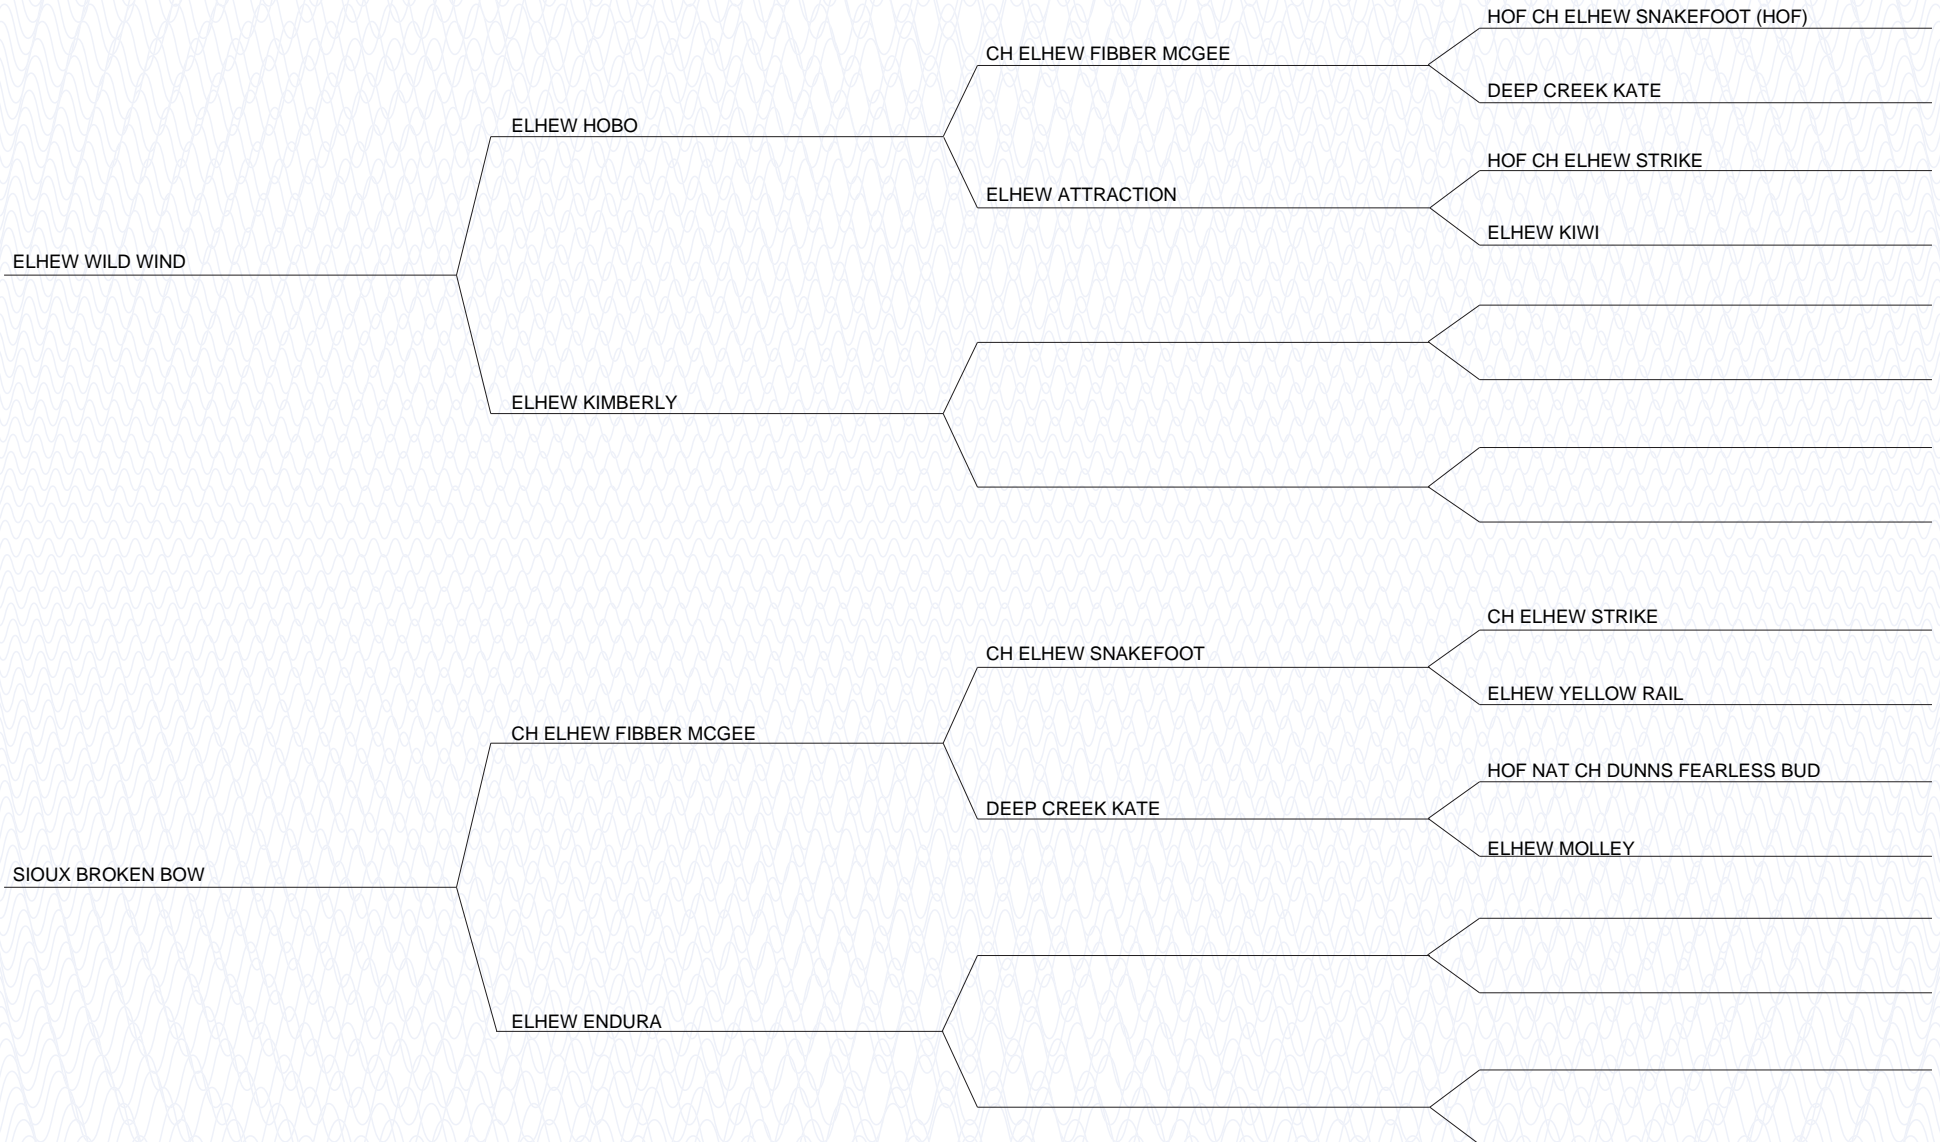 HOF CH ELHEW SNAKEFOOT (HOF)
CH ELHEW FIBBER MCGEE
DEEP CREEK KATE
ELHEW HOBO
HOF CH ELHEW STRIKE
ELHEW ATTRACTION
ELHEW KIWI
ELHEW WILD WIND
ELHEW KIMBERLY
CH ELHEW STRIKE
CH ELHEW SNAKEFOOT
ELHEW YELLOW RAIL
CH ELHEW FIBBER MCGEE
HOF NAT CH DUNNS FEARLESS BUD
DEEP CREEK KATE
ELHEW MOLLEY
SIOUX BROKEN BOW
ELHEW ENDURA